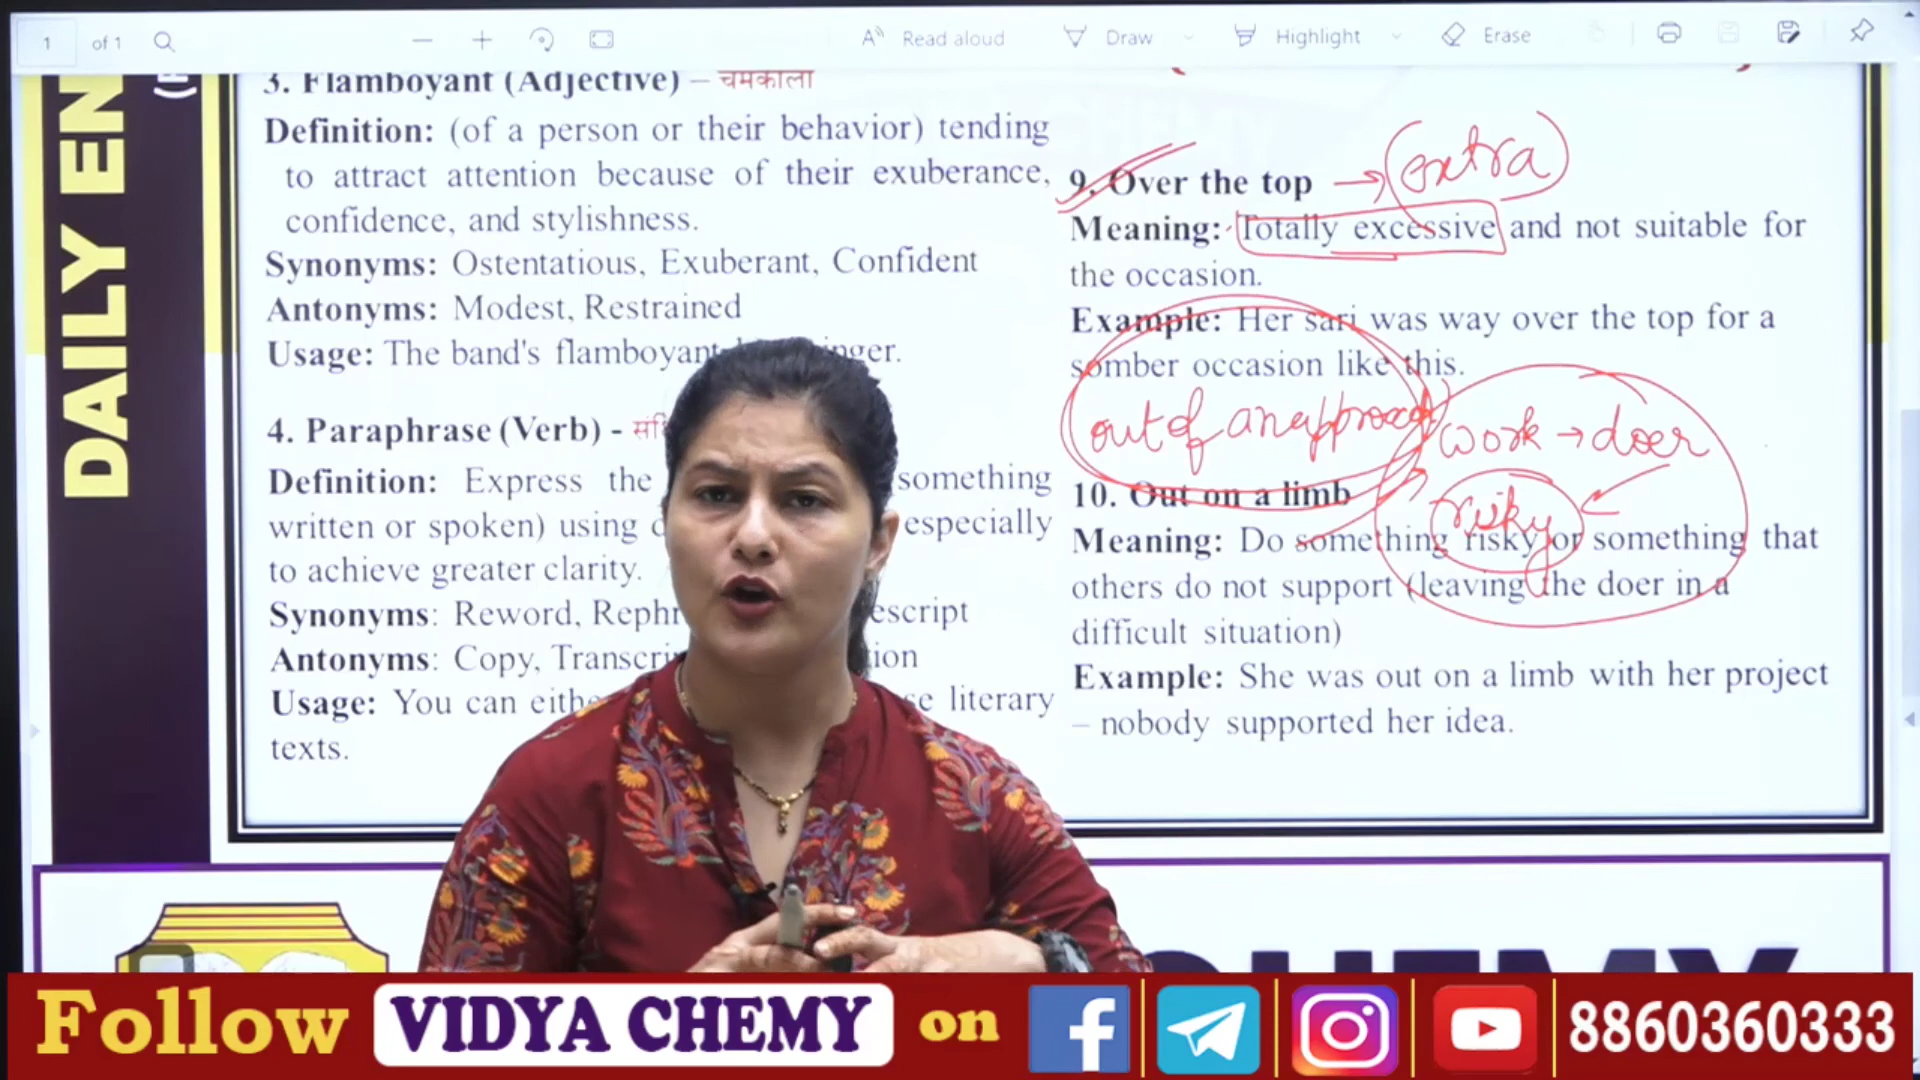 1 of 1 Read aloud Draw Highlight Erase
DAILY EN
3. Flamboyant (Adjective) – चमकीला
Definition: (of a person or their behavior) tending
to attract attention because of their exuberance,
confidence, and stylishness.
Synonyms: Ostentatious, Exuberant, Confident
Antonyms: Modest, Restrained
Usage: The band's flamboyant
4. Paraphrase (Verb) -
Definition: Express the something
written or spoken) using especially
to achieve greater clarity.
Synonyms: Reword, Rephr escript
Antonyms: Copy, Transcri tion
Usage: You can eith se literary
texts.
9. Over the top → extra
Meaning: Totally excessive and not suitable for
the occasion.
Example: Her sari was way over the top for a
somber occasion like this.
out of an approach
work → doer
10. Out on a limb
risky
Meaning: Do something risky or something that
others do not support (leaving the doer in a
difficult situation)
Example: She was out on a limb with her project
– nobody supported her idea.
Follow VIDYA CHEMY on 8860360333